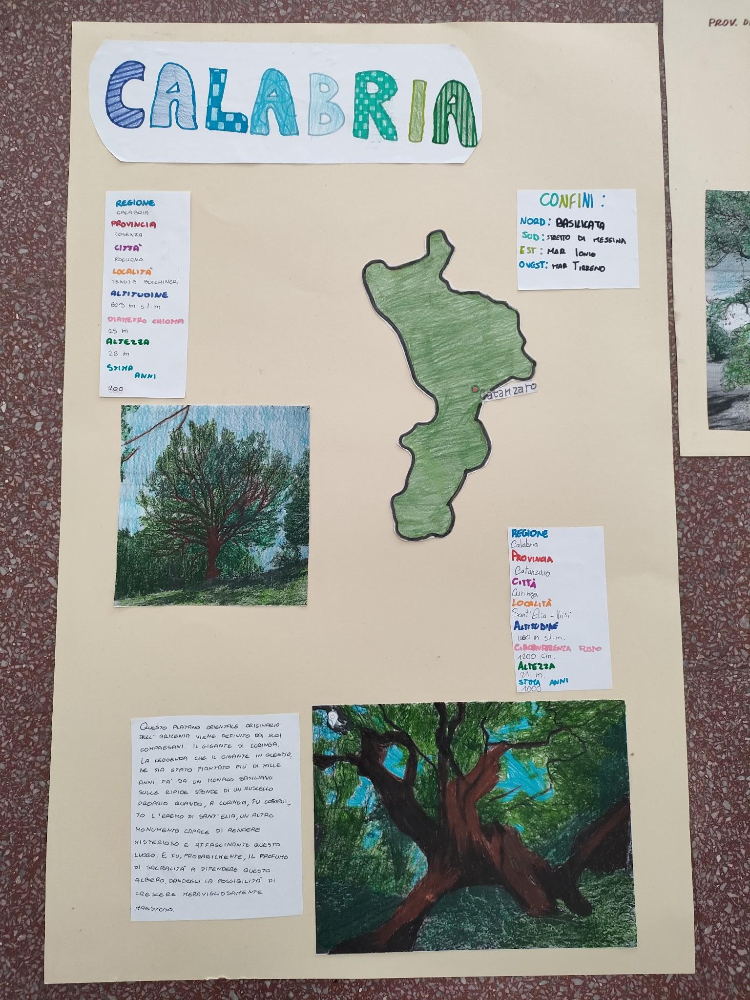 CALABRIA
PROV. D
REGIONE
CALABRIA
PROVINCIA
COSENZA
CITTÀ
ROGLIANO
LOCALITÀ
TENUTA BOCCHINERI
ALTITUDINE
609 m s.l.m
DIAMETRO CHIOMA
25 m
ALTEZZA
28 m
STIMA
ANNI
200
CONFINI:
NORD: BASILICATA
SUD: STRETTO DI MESSINA
EST: MAR IONIO
OVEST: MAR TIRRENO
Catanzaro
REGIONE
Calabria
PROVINCIA
Catanzaro
CITTÀ
Curinga
LOCALITÀ
Sant'Elia - Vrisi
ALTITUDINE
460 m s.l.m.
CIRCONFERENZA FUSTO
1200 cm.
ALTEZZA
21 m.
STIMA ANNI
1000
QUESTO PLATANO ORIENTALE ORIGINARIO
DELL'ARMENIA VIENE DEFINITO DAI SUOI
COMPAESANI. IL GIGANTE DI CURINGA.
LA LEGGENDA CHE IL GIGANTE IN QUESTIO=
NE SIA STATO PIANTATO PIÙ DI MILLE
ANNI FA' DA UN MONACO BASILIANO
SULLE RIPIDE SPONDE DI UN RUSCELLO
PROPRIO QUANDO, A CURINGA, FU COSTRUI=
TO L'EREMO DI SANT'ELIA, UN ALTRO
MONUMENTO CAPACE DI RENDERE
MISTERIOSO E AFFASCINANTE QUESTO
LUOGO. E FU, PROBABILMENTE, IL PROFUMO
DI SACRALITÀ A DIFENDERE QUESTO
ALBERO, DANDOGLI LA POSSIBILITÀ DI
CRESCERE MERAVIGLIOSAMENTE
MAESTOSO.